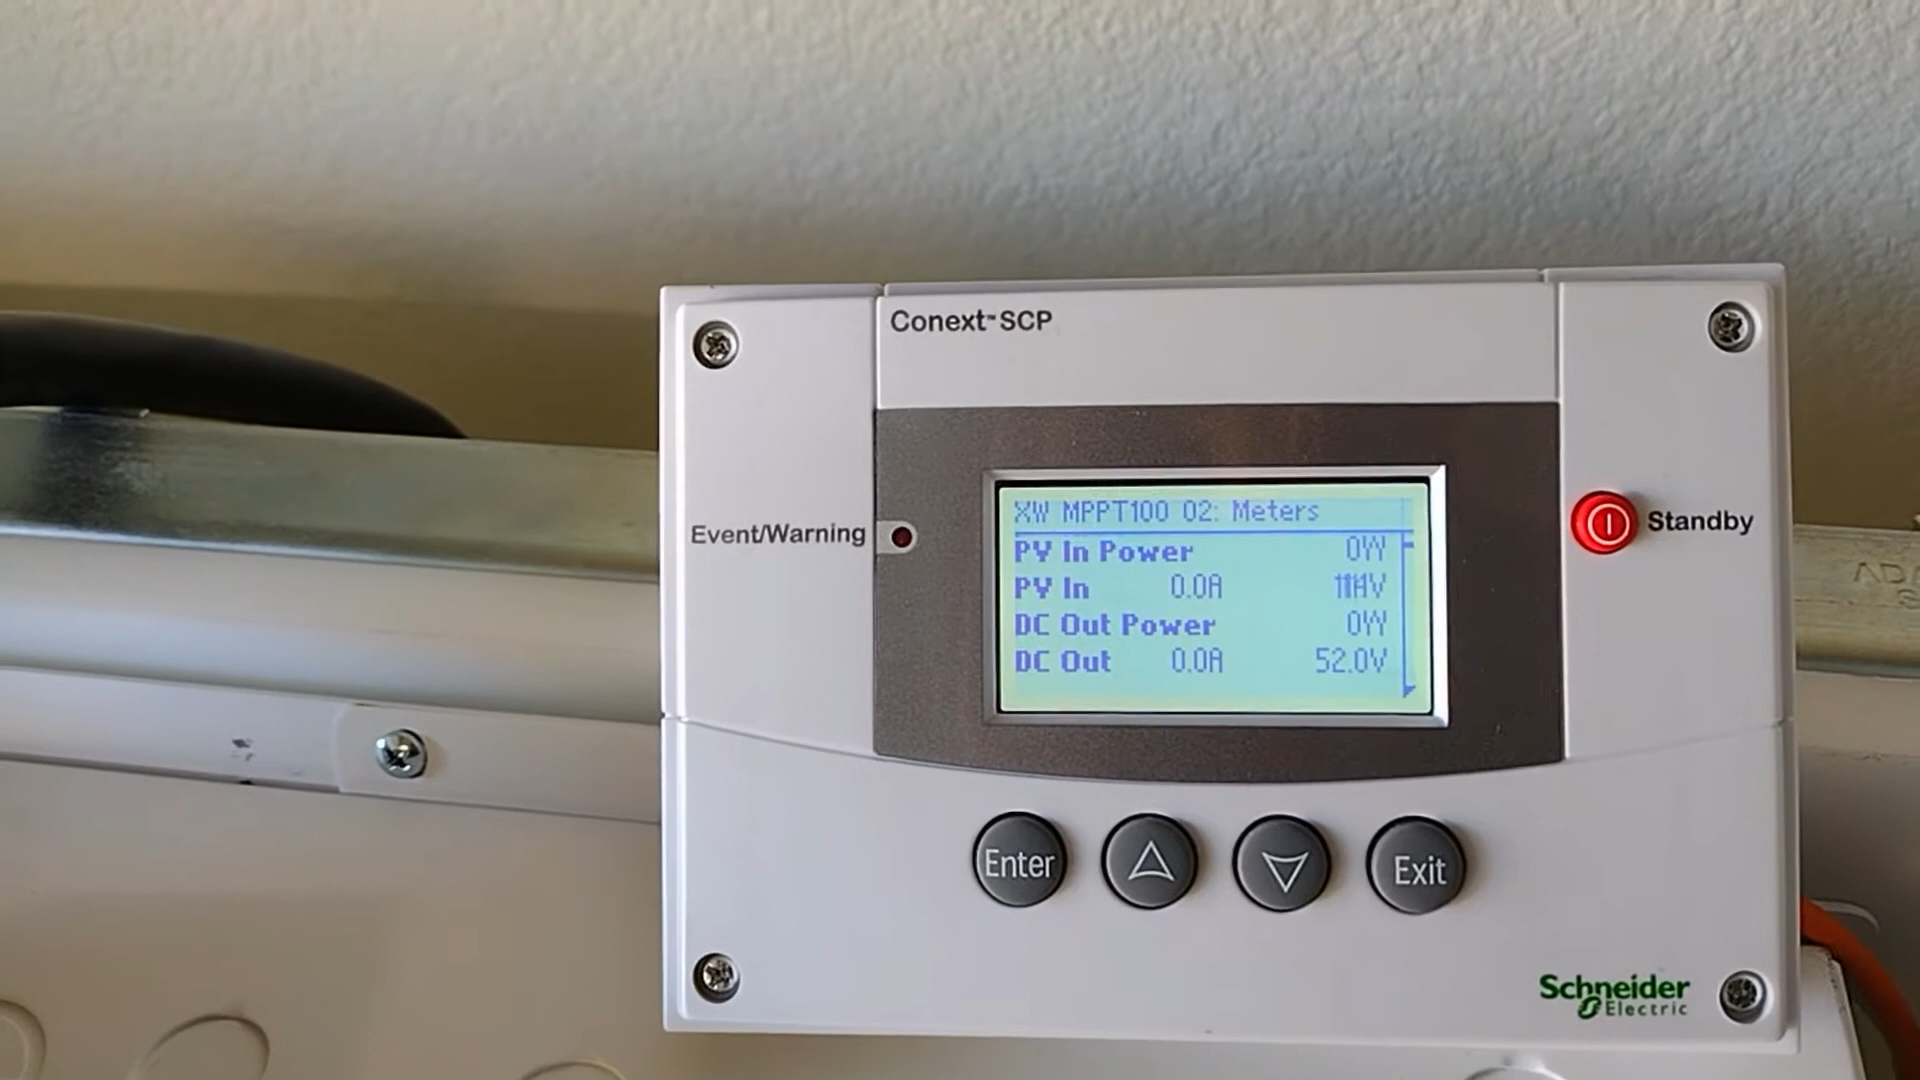 Conext™ SCP
Event/Warning
XW MPPT100 02: Meters
PV In Power 0W
PV In 0.0A
DC Out Power 0W
DC Out 0.0A 52.0V
Standby
Enter
Exit
Schneider
Electric